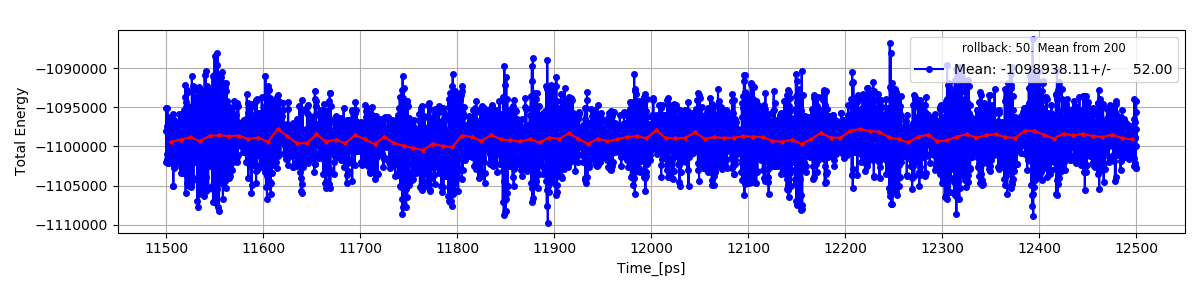 rollback: 50. Mean from 200
Mean: -1098938.11+/- 52.00
Total Energy
−1090000
−1095000
−1100000
−1105000
−1110000
11500 11600 11700 11800 11900 12000 12100 12200 12300 12400 12500
Time_[ps]